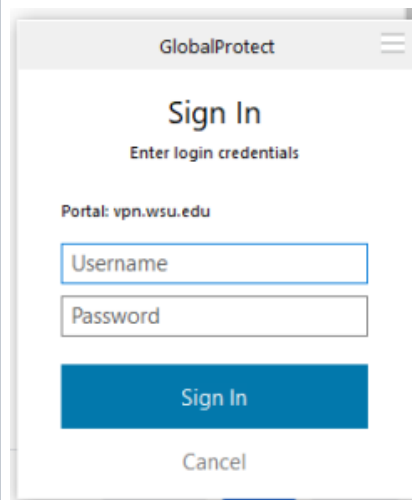 GlobalProtect
Sign In
Enter login credentials
Portal: vpn.wsu.edu
Username
Password
Sign In
Cancel